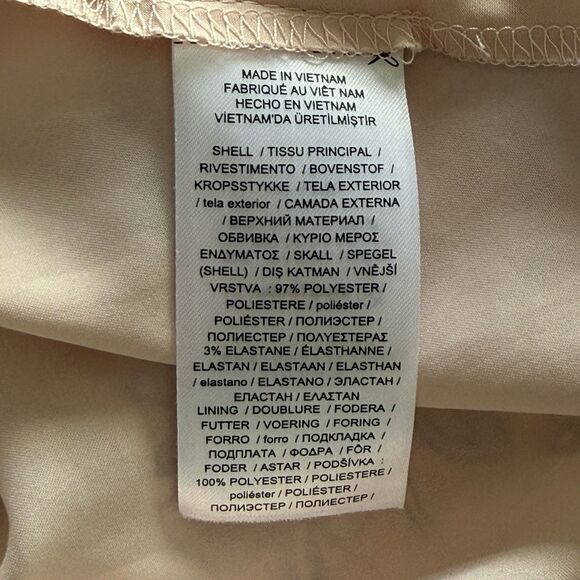 MADE IN VIETNAM
FABRIQUÉ AU VIÊT NAM
HECHO EN VIETNAM
VİETNAM'DA ÜRETİLMİŞTİR
SHELL / TISSU PRINCIPAL /
RIVESTIMENTO / BOVENSTOF /
KROPSSTYKKE / TELA EXTERIOR
/ tela exterior / CAMADA EXTERNA
/ ВЕРХНИЙ МАТЕРИАЛ /
ОБВИВКА / ΚΥΡΙΟ ΜΕΡΟΣ
ΕΝΔΥΜΑΤΟΣ / SKALL / SPEGEL
(SHELL) / DIŞ KATMAN / VNĚJŠÍ
VRSTVA : 97% POLYESTER /
POLIESTERE / poliéster /
POLIÉSTER / ПОЛИЭСТЕР /
ПОЛИЕСТЕР / ΠΟΛΥΕΣΤΕΡΑΣ
3% ELASTANE / ÉLASTHANNE /
ELASTAN / ELASTAAN / ELASTHAN
/ elastano / ELASTANO / ЭЛАСТАН /
ЕЛАСТАН / ΕΛΑΣΤΑΝ
LINING / DOUBLURE / FODERA /
FUTTER / VOERING / FORING /
FORRO / forro / ПОДКЛАДКА /
ПОДПЛАТА / ΦΟΔΡΑ / FÔR /
FODER / ASTAR / PODŠÍVKA :
100% POLYESTER / POLIESTERE /
poliéster / POLIÉSTER /
ПОЛИЭСТЕР / ПОЛИЕСТЕР /